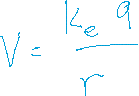 V = ke q / r